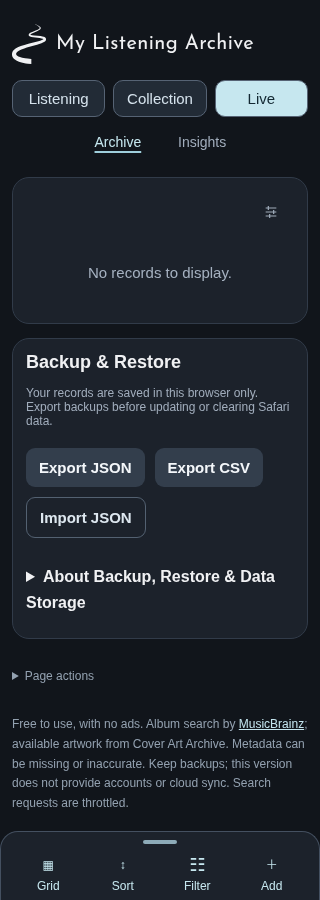 My Listening Archive
Listening Collection Live
Archive Insights
No records to display.
Backup & Restore
Your records are saved in this browser only.
Export backups before updating or clearing Safari
data.
Export JSON Export CSV
Import JSON
About Backup, Restore & Data
Storage
Page actions
Free to use, with no ads. Album search by MusicBrainz;
available artwork from Cover Art Archive. Metadata can
be missing or inaccurate. Keep backups; this version
does not provide accounts or cloud sync. Search
requests are throttled.
Grid Sort Filter Add